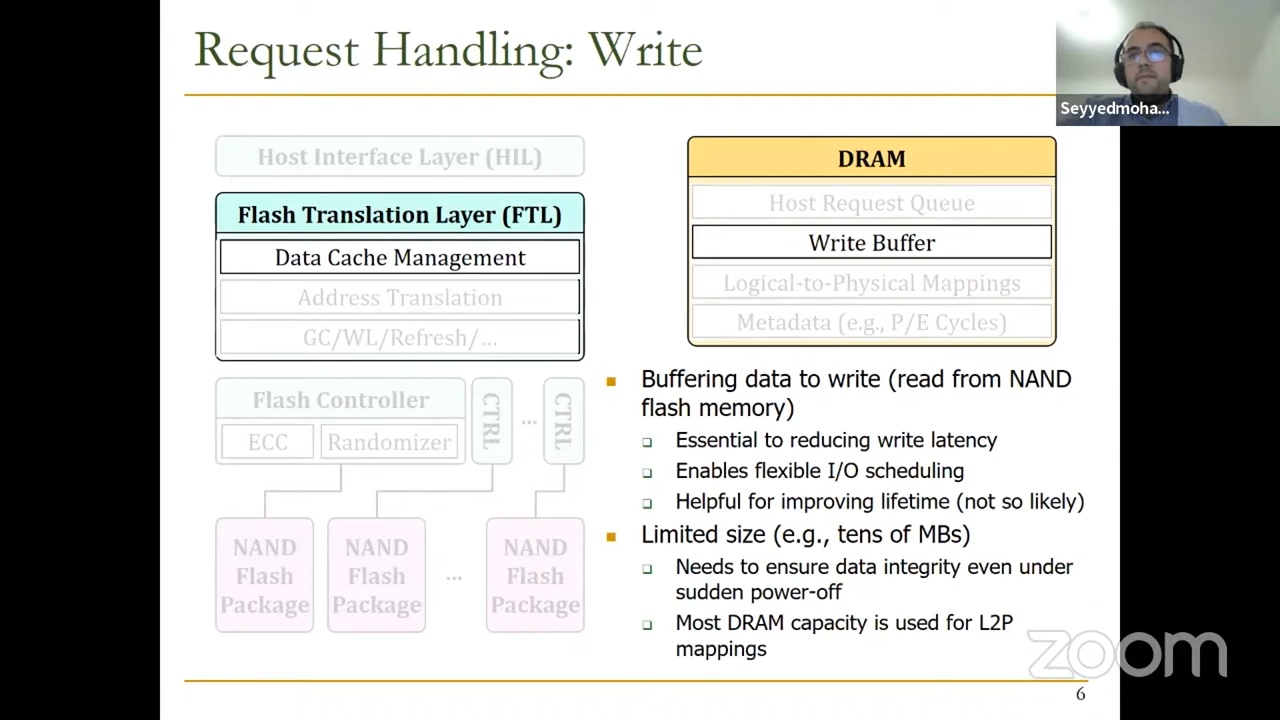 Request Handling: Write
Seyyedmoha...
Host Interface Layer (HIL)
Flash Translation Layer (FTL)
Data Cache Management
Address Translation
GC/WL/Refresh/...
Flash Controller
ECC
Randomizer
CTRL
...
CTRL
NAND
Flash
Package
NAND
Flash
Package
...
NAND
Flash
Package
DRAM
Host Request Queue
Write Buffer
Logical-to-Physical Mappings
Metadata (e.g., P/E Cycles)
Buffering data to write (read from NAND
flash memory)
Essential to reducing write latency
Enables flexible I/O scheduling
Helpful for improving lifetime (not so likely)
Limited size (e.g., tens of MBs)
Needs to ensure data integrity even under
sudden power-off
Most DRAM capacity is used for L2P
mappings
zoom
6